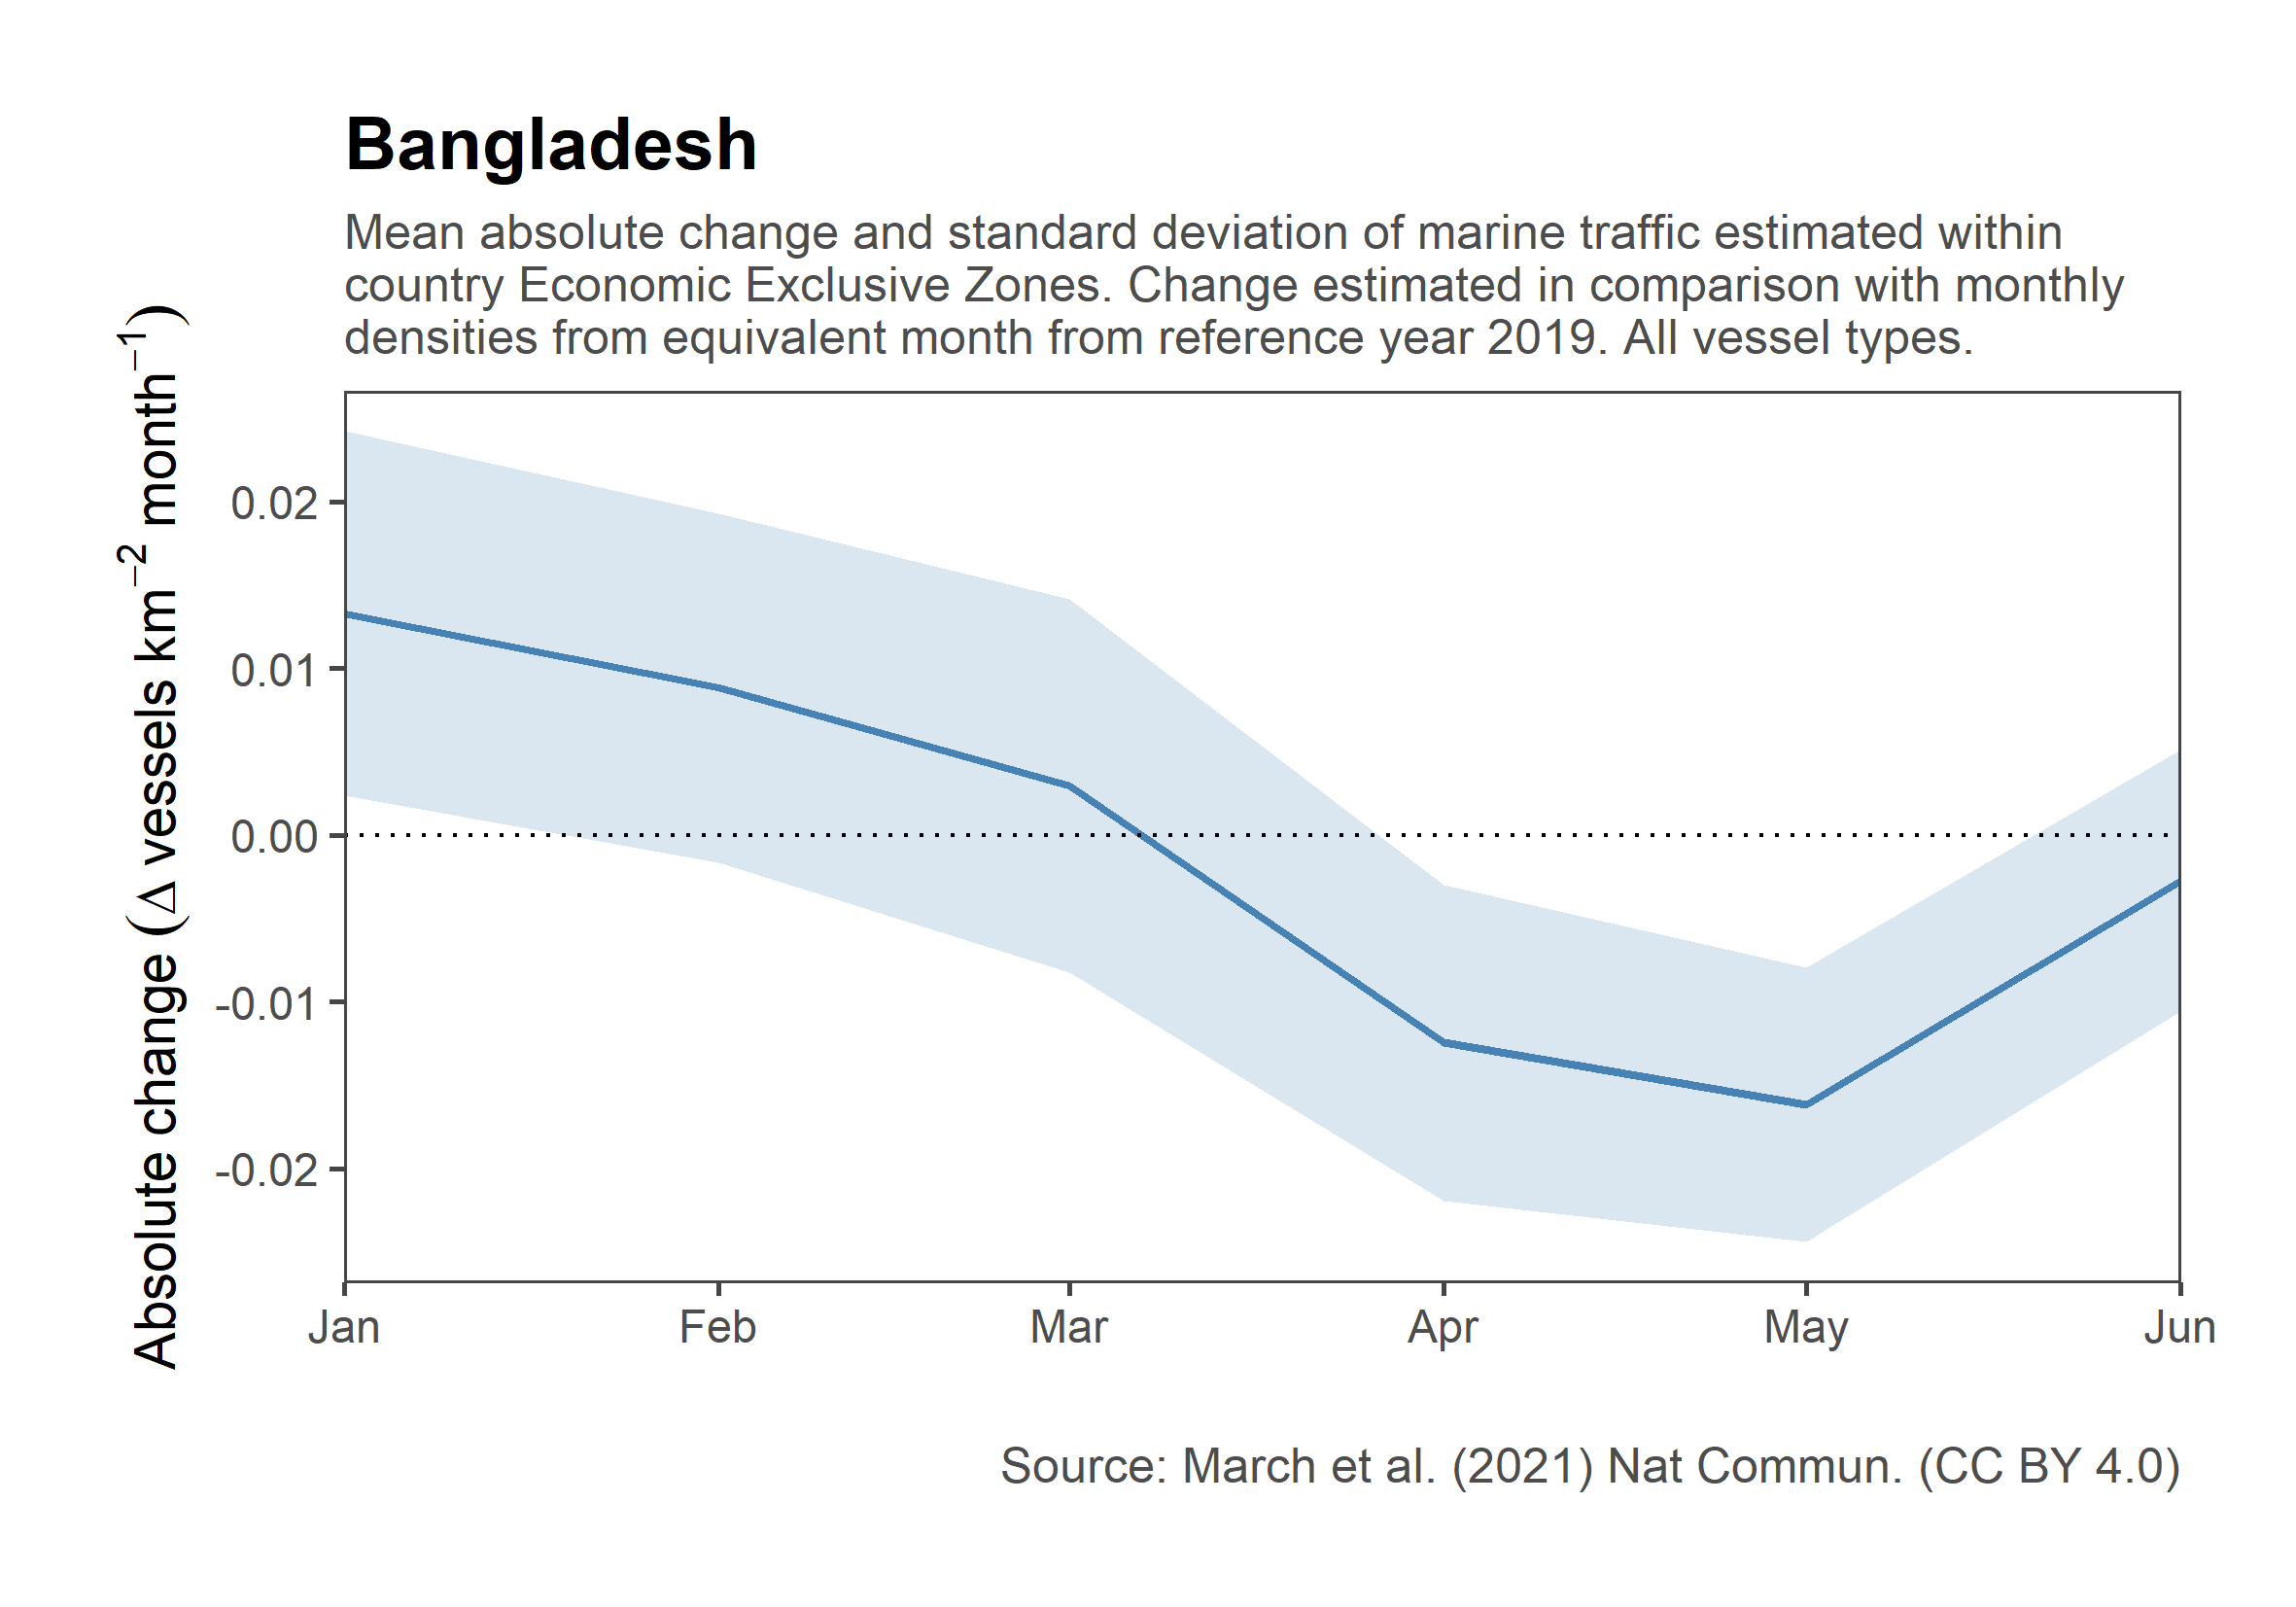 Bangladesh
Mean absolute change and standard deviation of marine traffic estimated within
country Economic Exclusive Zones. Change estimated in comparison with monthly
densities from equivalent month from reference year 2019. All vessel types.
Absolute change (Δ vessels km⁻² month⁻¹)
0.02
0.01
0.00
-0.01
-0.02
Jan Feb Mar Apr May Jun
Source: March et al. (2021) Nat Commun. (CC BY 4.0)